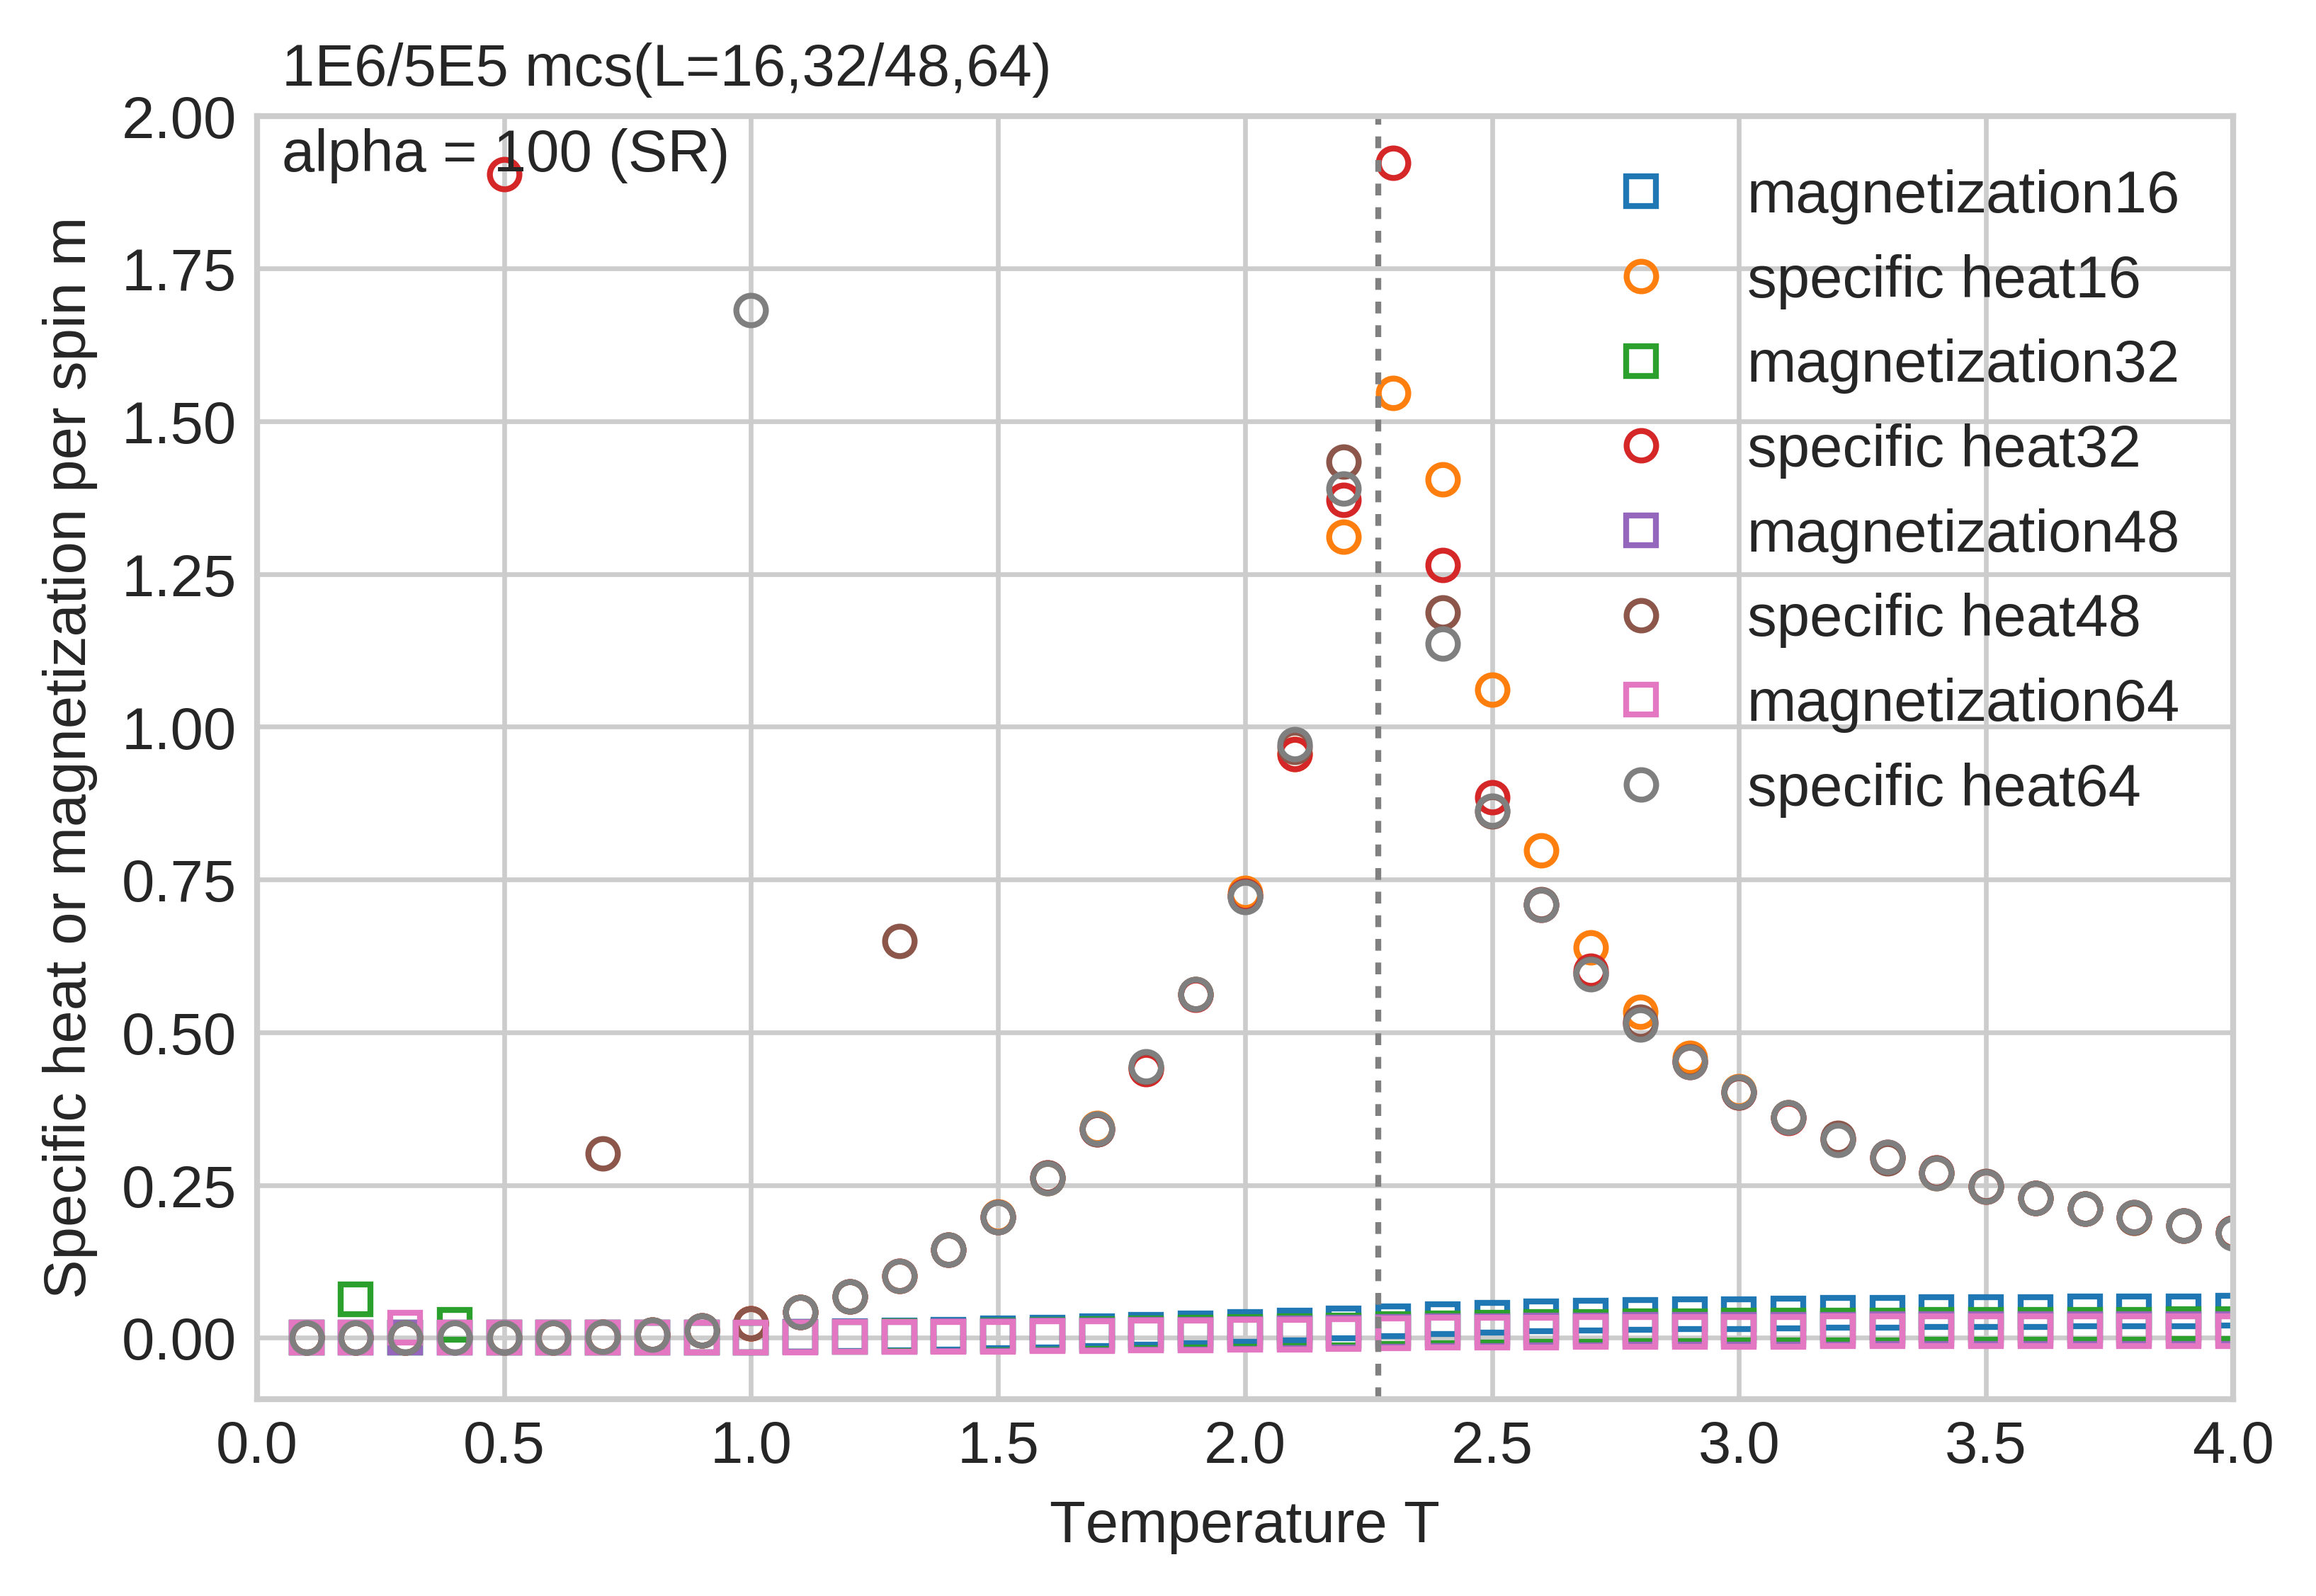 1E6/5E5 mcs(L=16,32/48,64)
alpha = 100 (SR)
2.00
1.75
1.50
1.25
1.00
0.75
0.50
0.25
0.00
Specific heat or magnetization per spin m
magnetization16
specific heat16
magnetization32
specific heat32
magnetization48
specific heat48
magnetization64
specific heat64
0.0 0.5 1.0 1.5 2.0 2.5 3.0 3.5 4.0
Temperature T